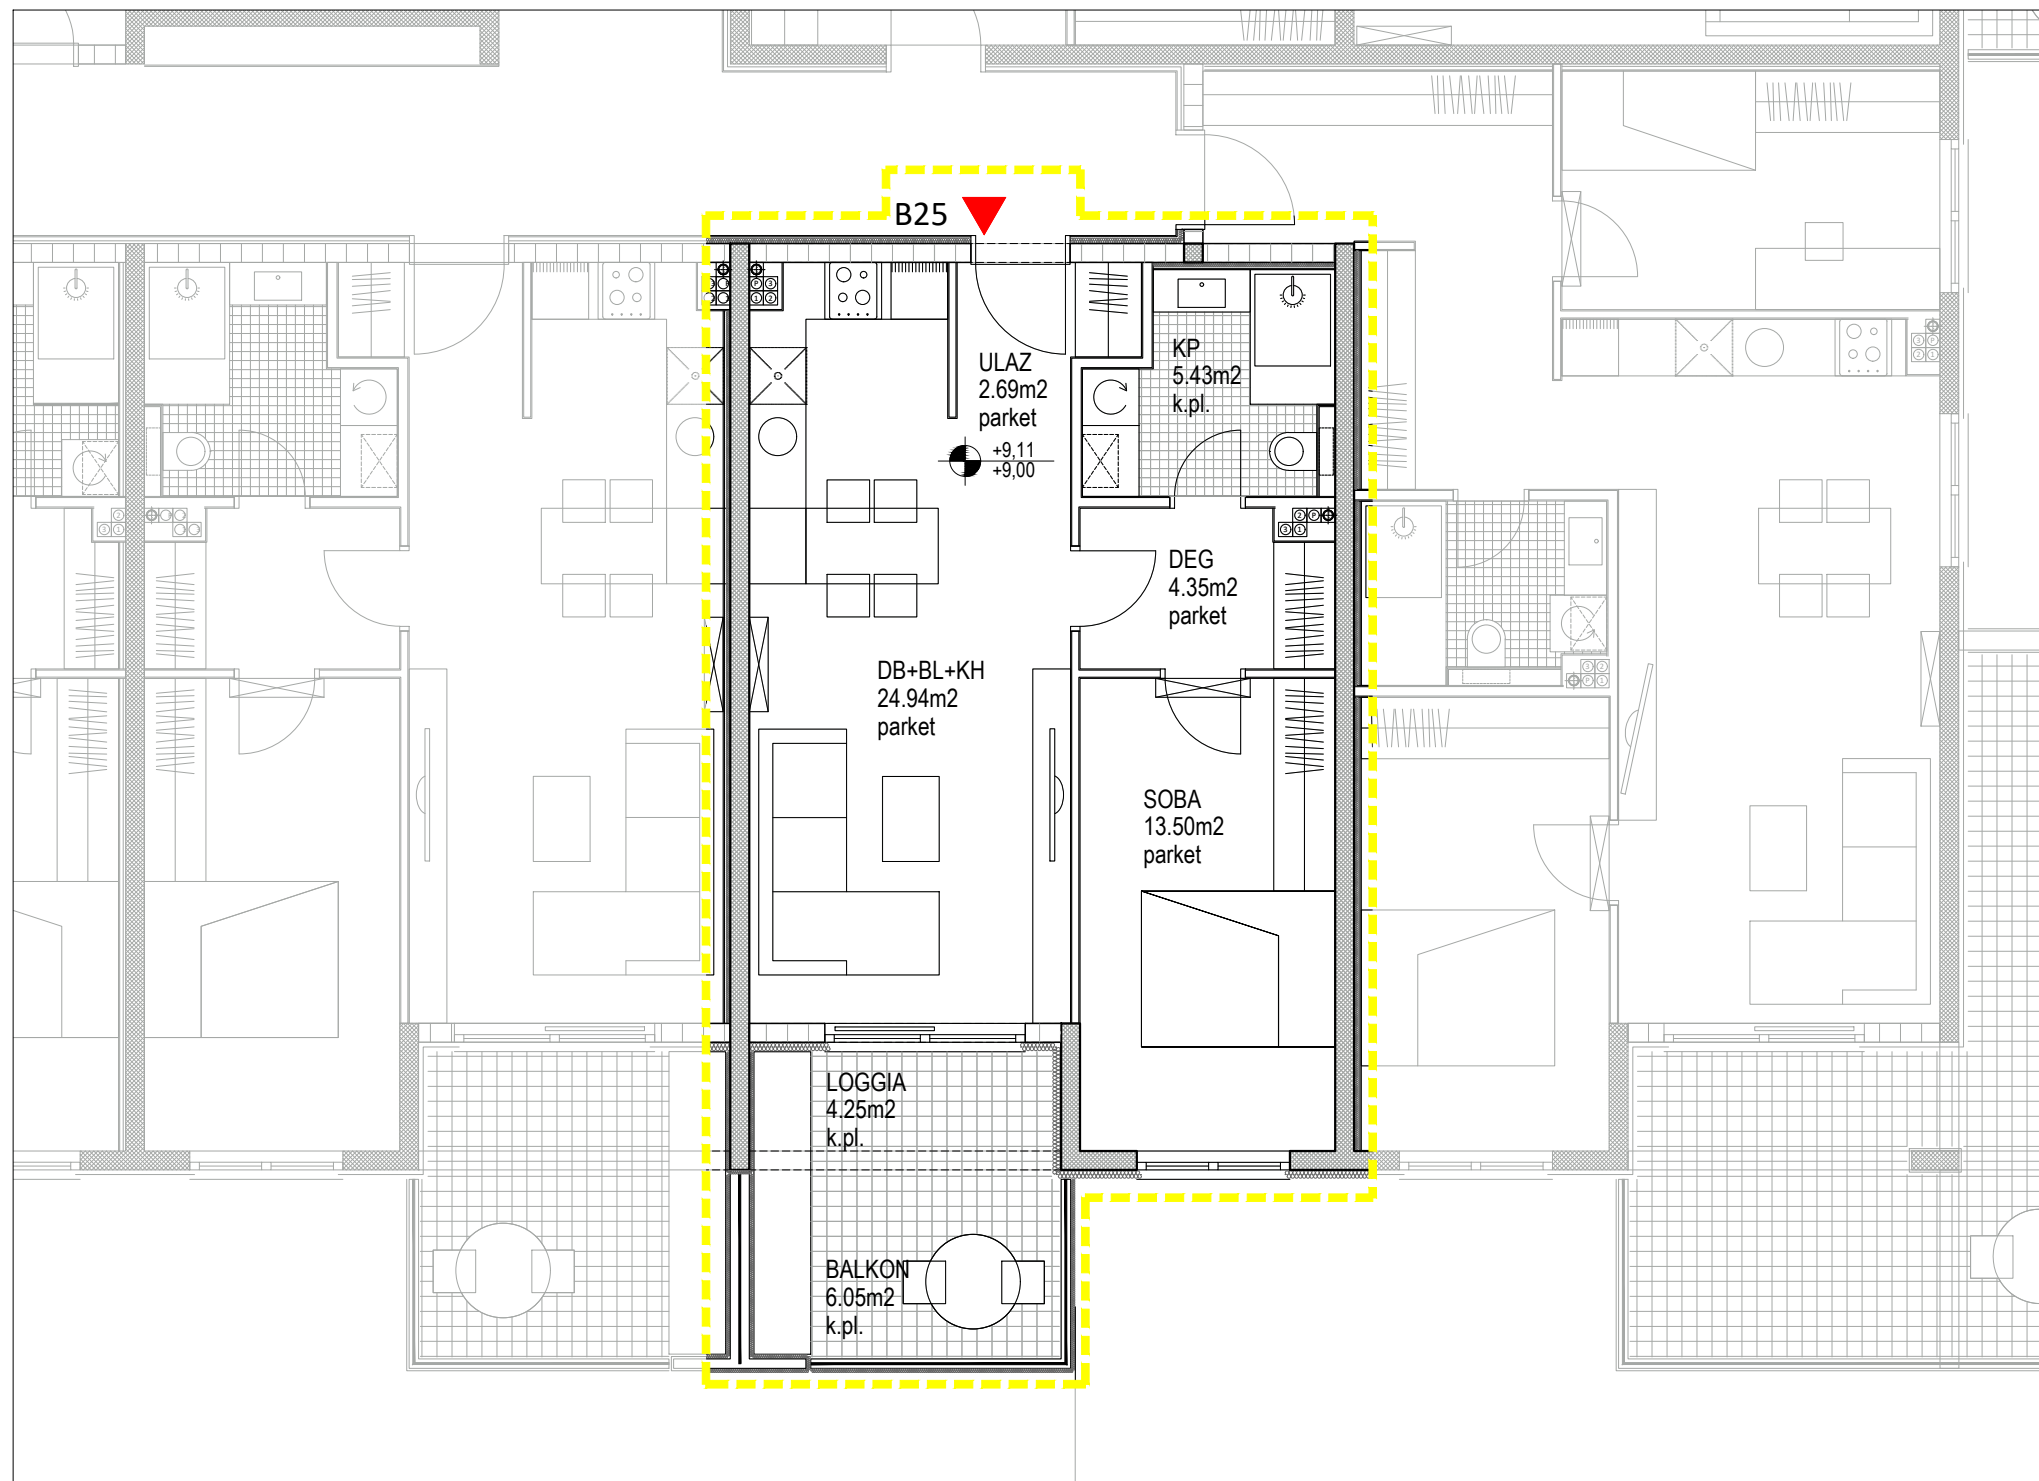 B25
ULAZ
2.69m2
parket
KP
5.43m2
k.pl.
+9,11
+9,00
DEG
4.35m2
parket
DB+BL+KH
24.94m2
parket
SOBA
13.50m2
parket
LOGGIA
4.25m2
k.pl.
BALKON
6.05m2
k.pl.